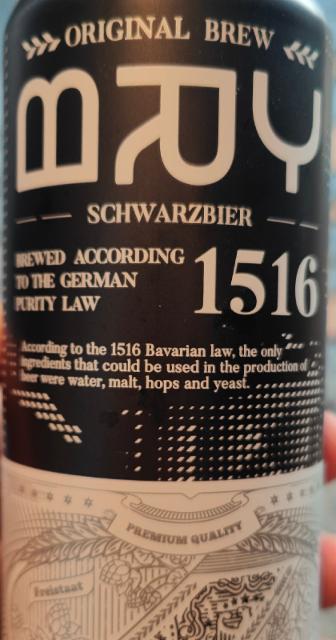 ORIGINAL BREW
BRY
SCHWARZBIER
BREWED ACCORDING
TO THE GERMAN
PURITY LAW
1516
According to the 1516 Bavarian law, the only
ingredients that could be used in the production of
beer were water, malt, hops and yeast.
PREMIUM QUALITY
Freistaat